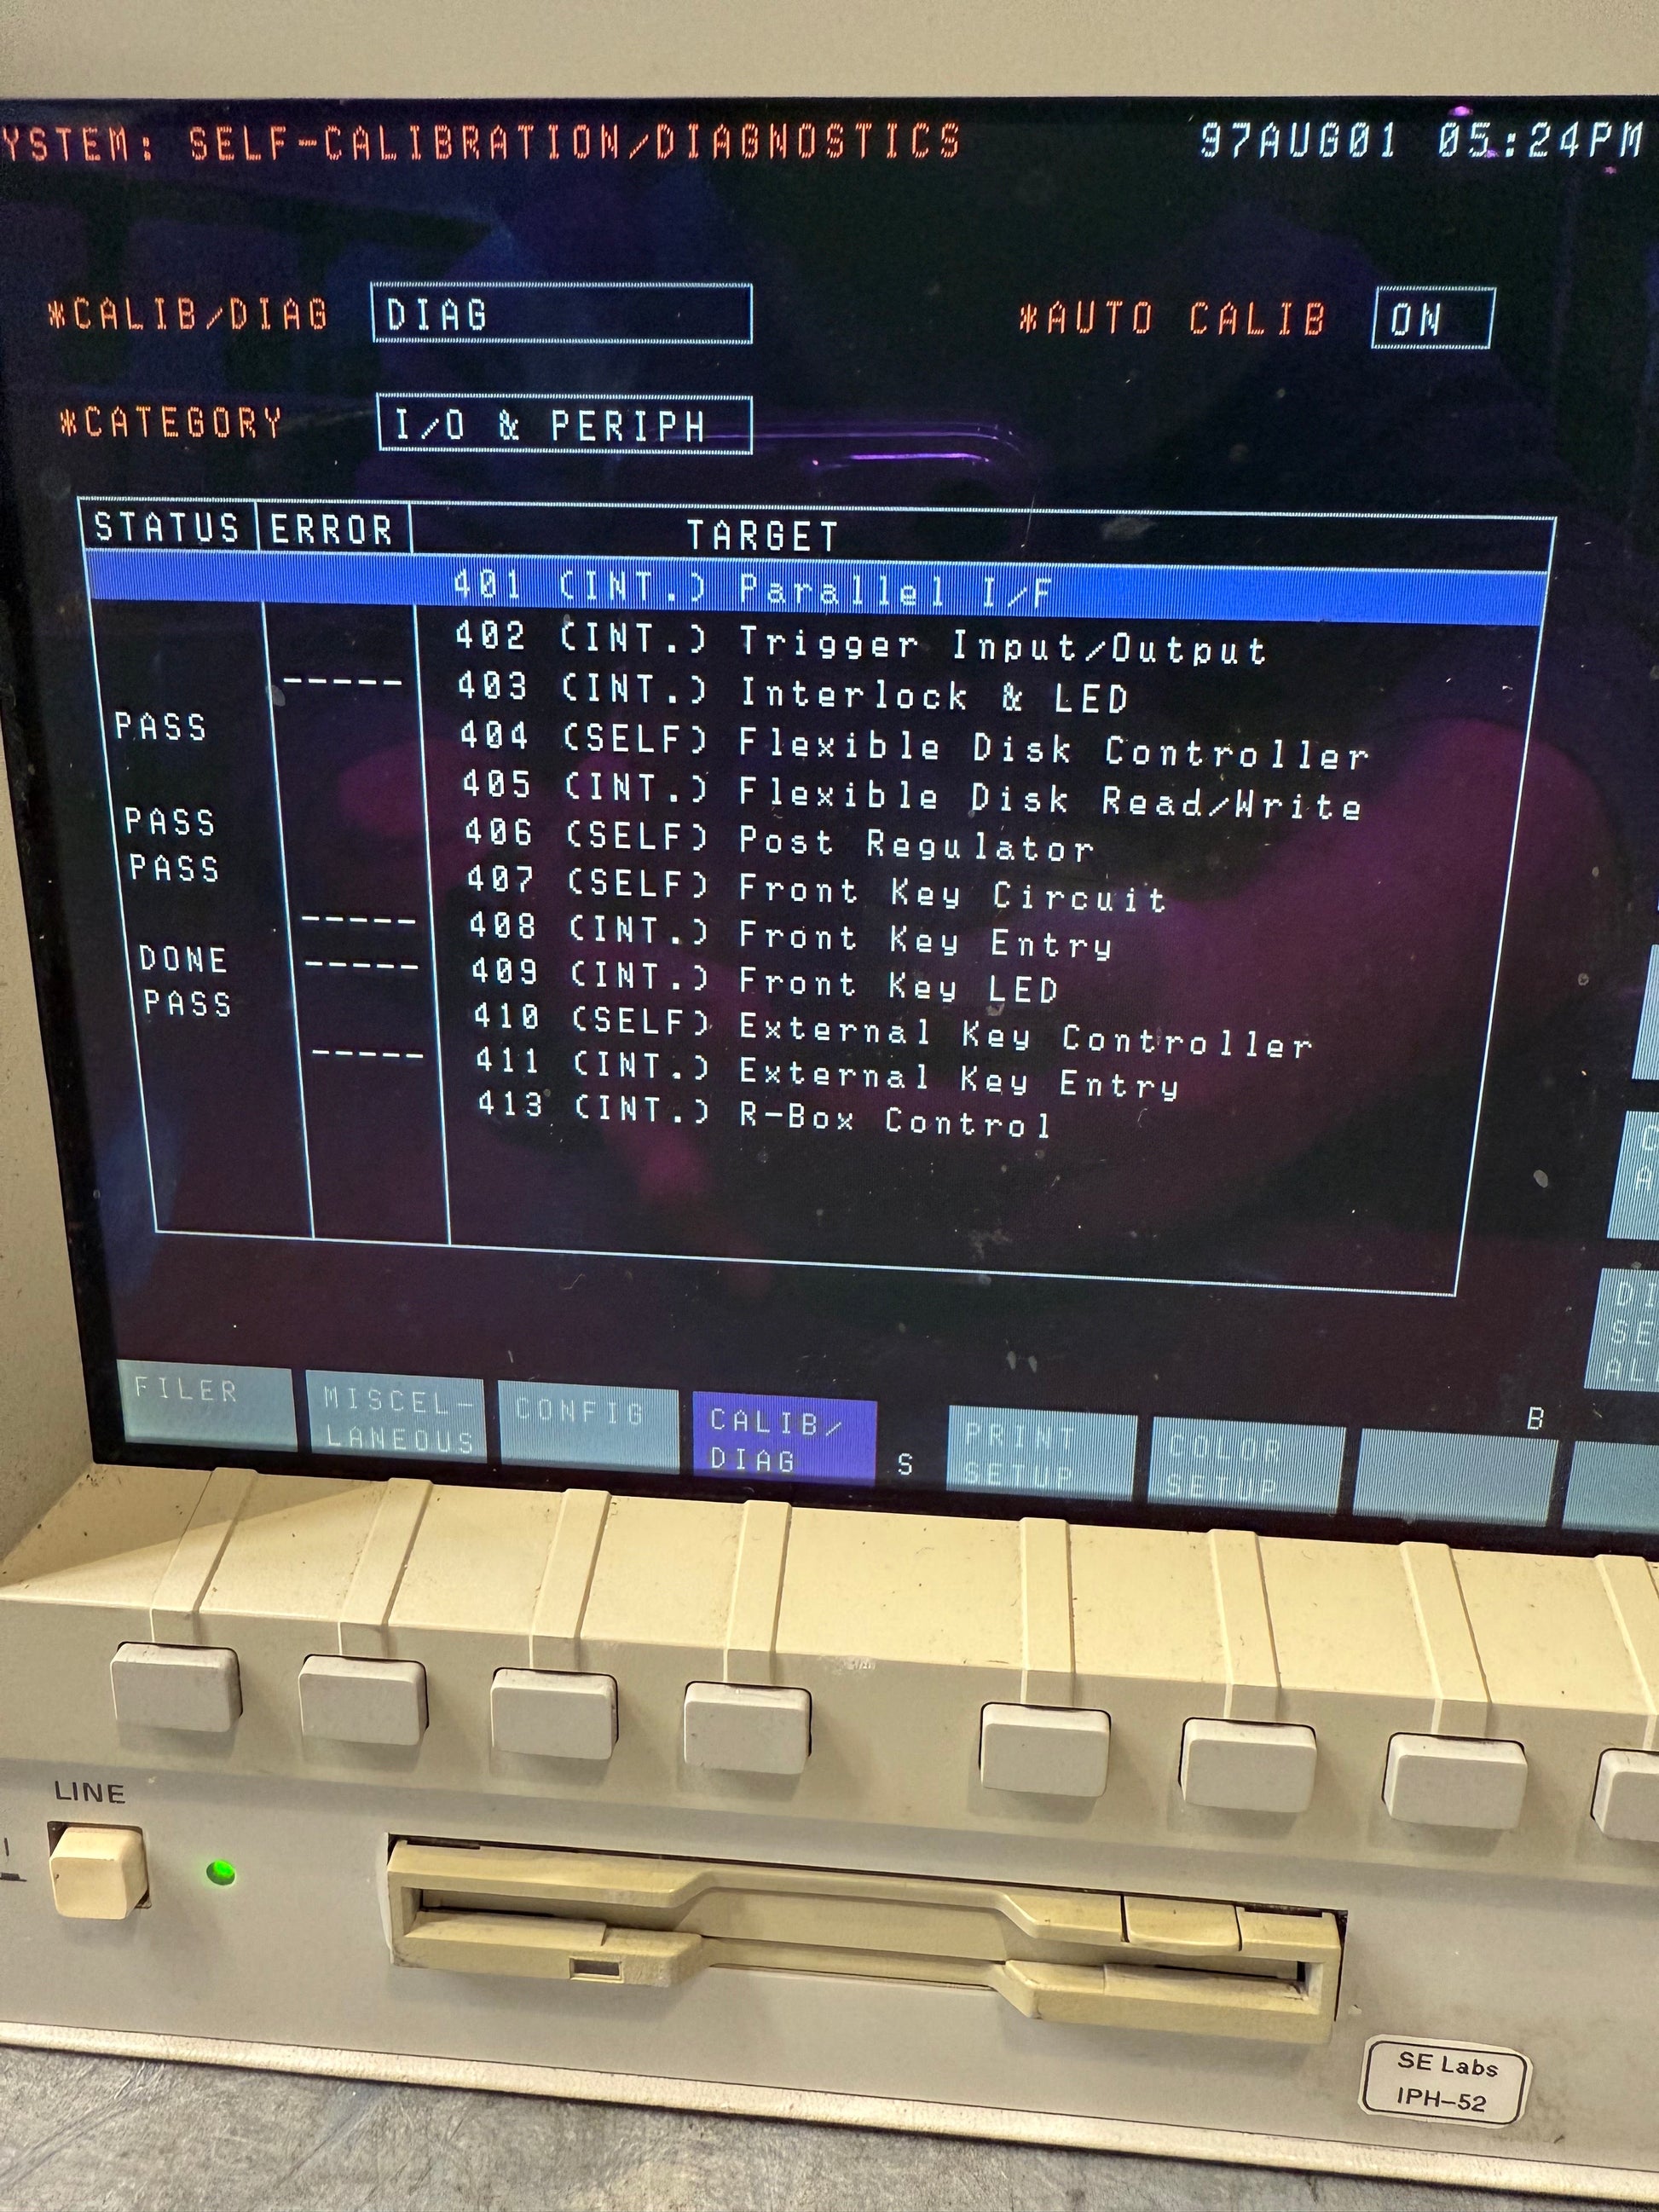 YSTEM: SELF-CALIBRATION/DIAGNOSTICS 97AUG01 05:24PM
*CALIB/DIAG DIAG *AUTO CALIB ON
*CATEGORY I/O & PERIPH
STATUS ERROR TARGET
401 (INT.) Parallel I/F
402 (INT.) Trigger Input/Output
----- 403 (INT.) Interlock & LED
PASS 404 (SELF) Flexible Disk Controller
405 (INT.) Flexible Disk Read/Write
PASS 406 (SELF) Post Regulator
PASS 407 (SELF) Front Key Circuit
----- 408 (INT.) Front Key Entry
DONE ----- 409 (INT.) Front Key LED
PASS 410 (SELF) External Key Controller
----- 411 (INT.) External Key Entry
413 (INT.) R-Box Control
DI
SE
AL
B
FILER
MISCEL-
LANEOUS
CONFIG
CALIB/
DIAG
S
PRINT
SETUP
COLOR
SETUP
LINE
SE Labs
IPH-52